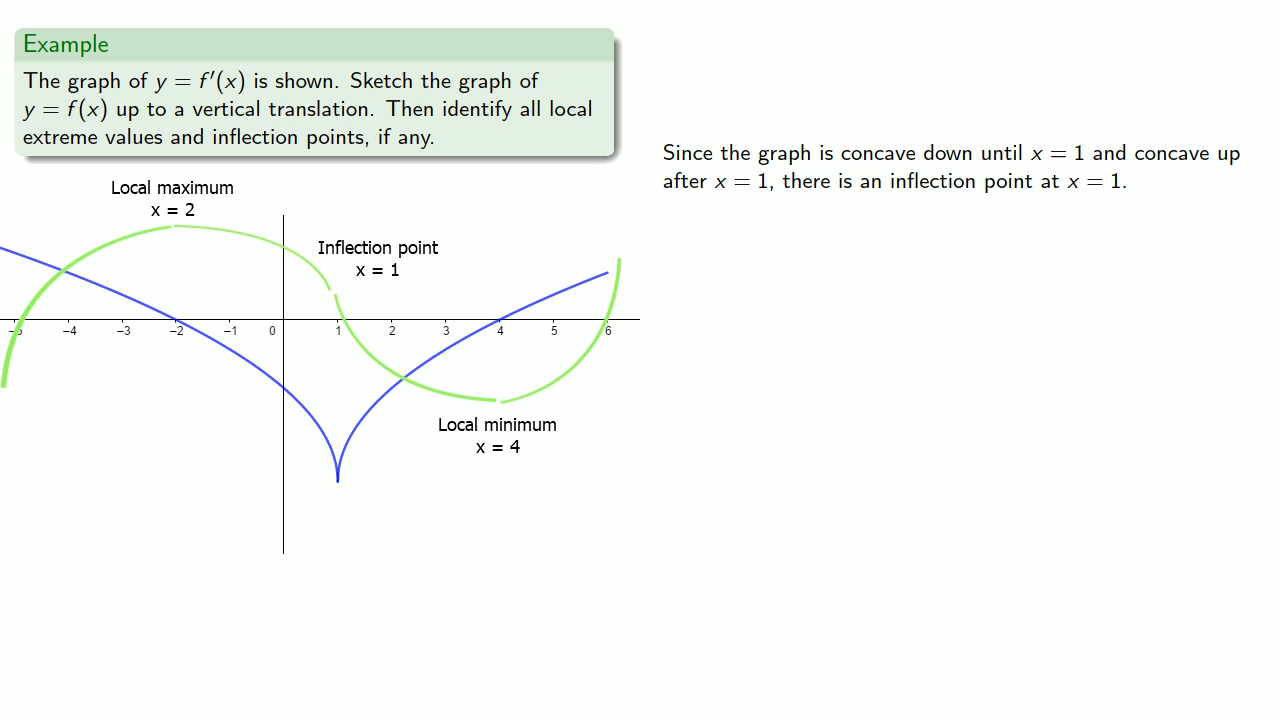 Example
The graph of y = f′(x) is shown. Sketch the graph of
y = f(x) up to a vertical translation. Then identify all local
extreme values and inflection points, if any.
Since the graph is concave down until x = 1 and concave up
after x = 1, there is an inflection point at x = 1.
Local maximum
x = 2
Inflection point
x = 1
−5 −4 −3 −2 −1 0 1 2 3 4 5 6
Local minimum
x = 4